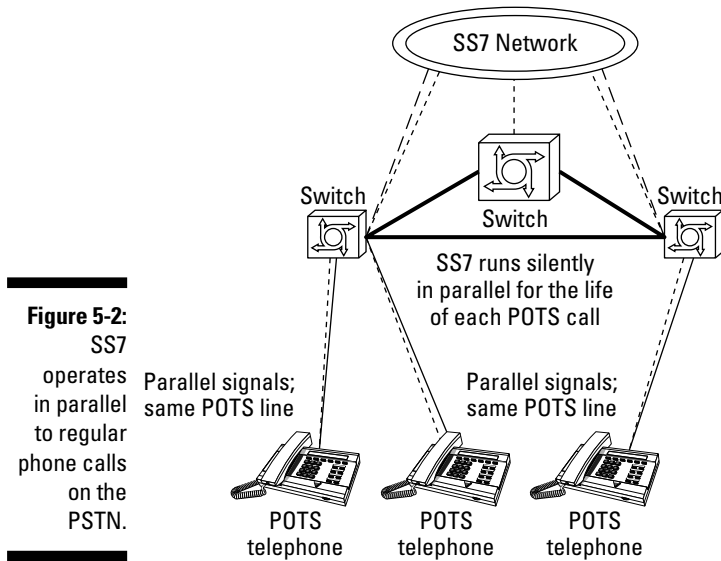 SS7 Network
Switch
Switch
Switch
SS7 runs silently
in parallel for the life
of each POTS call
Figure 5-2:
SS7
operates
in parallel
to regular
phone calls
on the
PSTN.
Parallel signals;
same POTS line
Parallel signals;
same POTS line
POTS
telephone
POTS
telephone
POTS
telephone